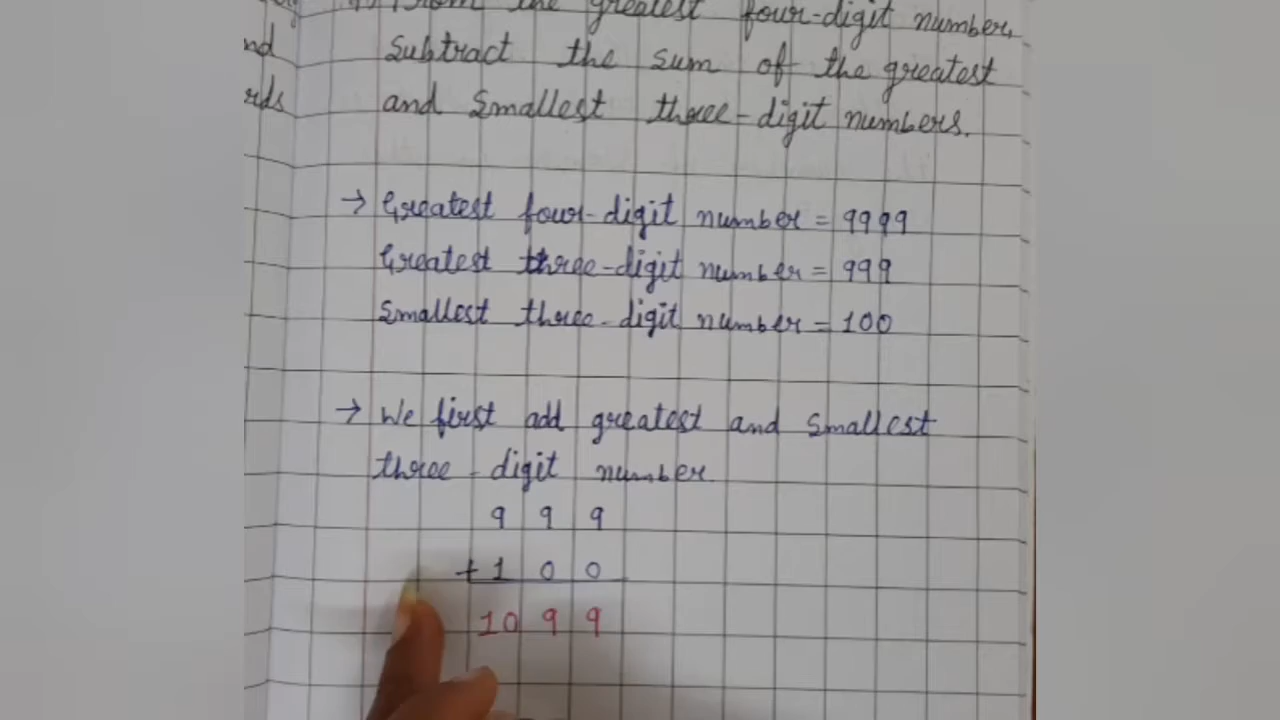 From the greatest four-digit number,
nd subtract the sum of the greatest
rds and smallest three-digit numbers.
→ Greatest four-digit number = 9999
Greatest three-digit number = 999
Smallest three-digit number = 100
→ We first add greatest and smallest
three-digit number.
9 9 9
+ 1 0 0
10 9 9